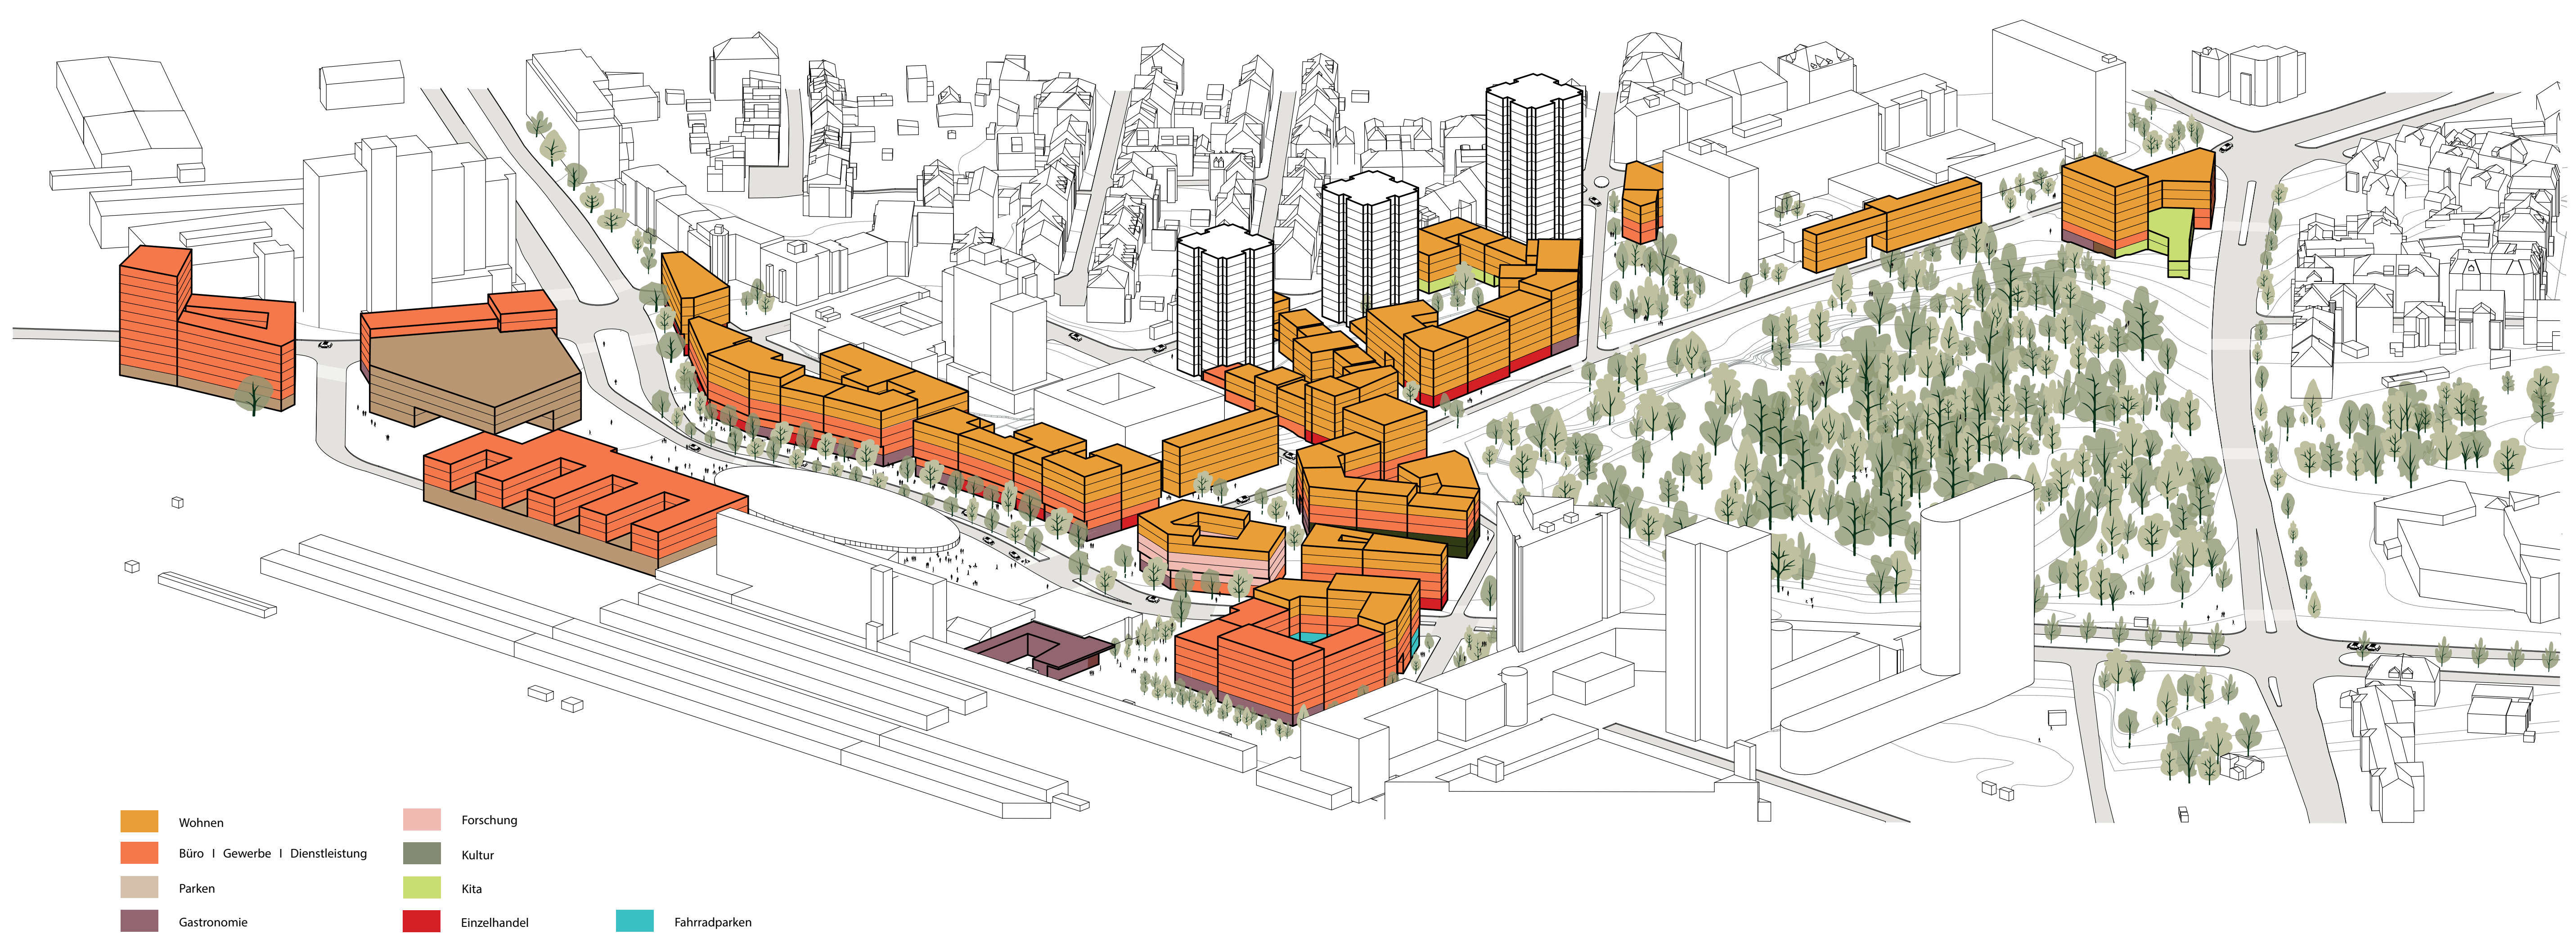 Wohnen
Büro I Gewerbe I Dienstleistung
Parken
Gastronomie
Forschung
Kultur
Kita
Einzelhandel
Fahrradparken